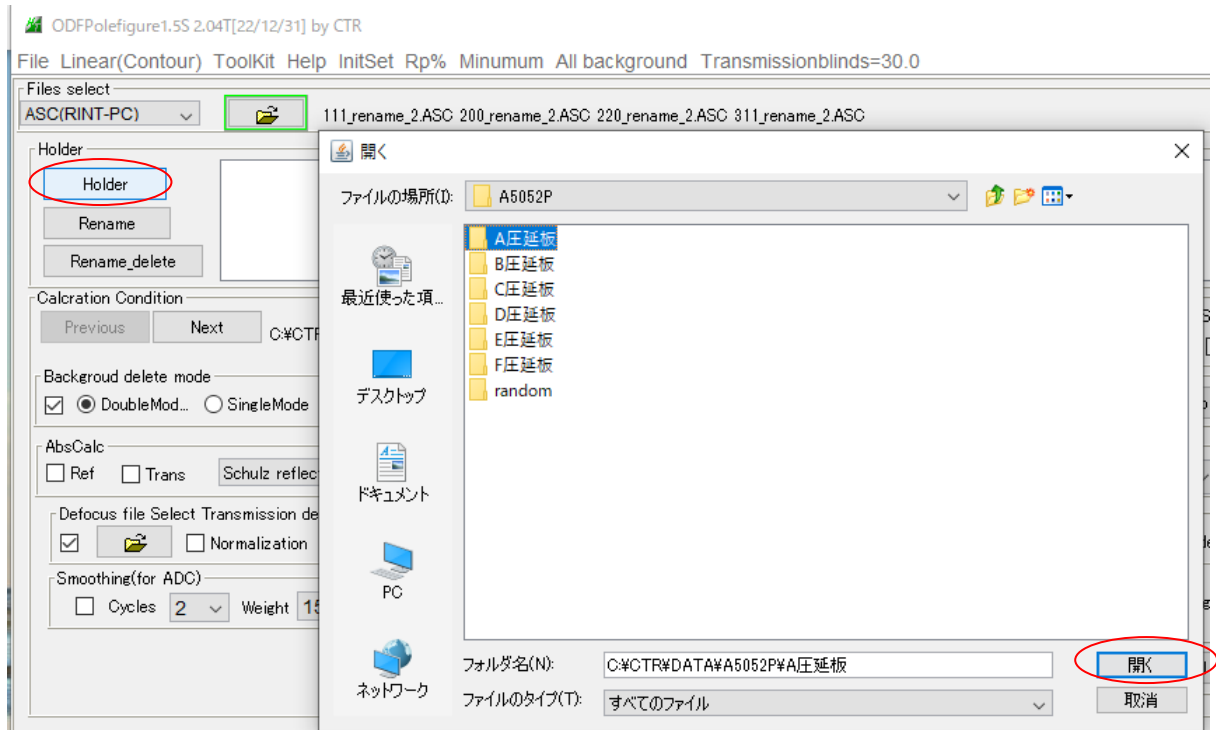 ODFPolefigure1.5S 2.04T[22/12/31] by CTR
File Linear(Contour) ToolKit Help InitSet Rp% Minumum All background Transmissionblinds=30.0
Files select
ASC(RINT-PC) 111_rename_2.ASC 200_rename_2.ASC 220_rename_2.ASC 311_rename_2.ASC
Holder
Holder
Rename
Rename_delete
Calcration Condition
Previous Next C:¥CTR
Backgroud delete mode
DoubleMod... SingleMode
AbsCalc
Ref Trans Schulz reflec
Defocus file Select Transmission de
Normalization
Smoothing(for ADC)
Cycles 2 Weight 15
開く
ファイルの場所(I): A5052P
最近使った項...
デスクトップ
ドキュメント
PC
ネットワーク
A圧延板
B圧延板
C圧延板
D圧延板
E圧延板
F圧延板
random
フォルダ名(N): C:¥CTR¥DATA¥A5052P¥A圧延板 開く
ファイルのタイプ(T): すべてのファイル 取消